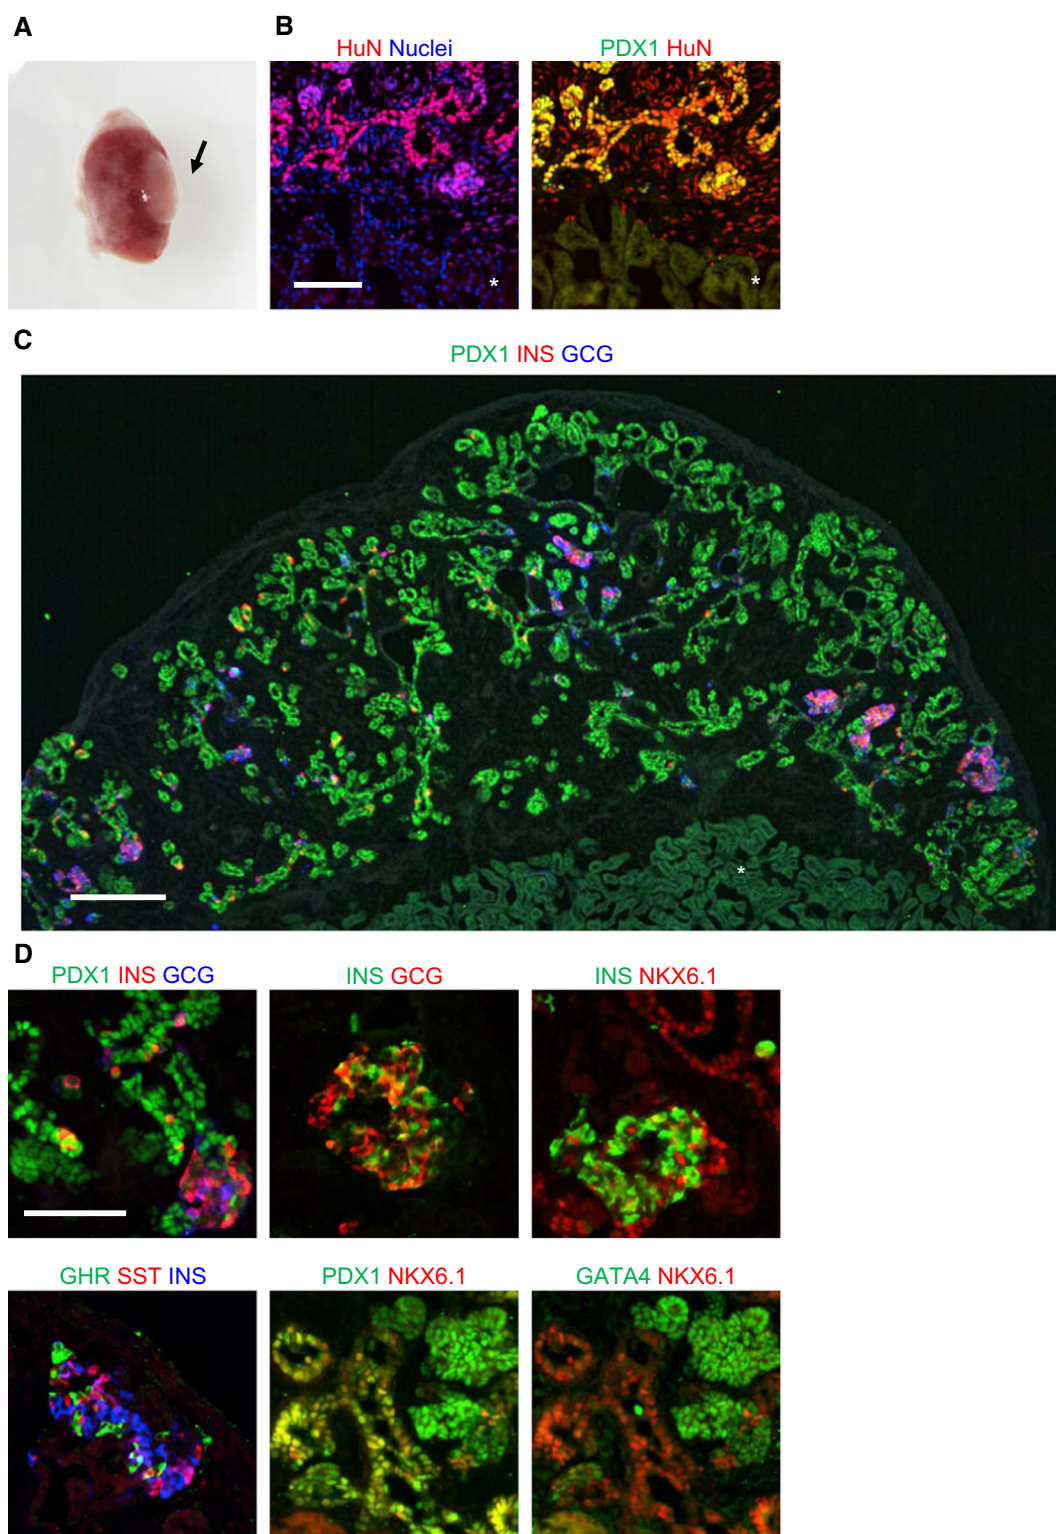 A
B
HuN Nuclei
PDX1 HuN
*
*
C
PDX1 INS GCG
*
D
PDX1 INS GCG
INS GCG
INS NKX6.1
GHR SST INS
PDX1 NKX6.1
GATA4 NKX6.1